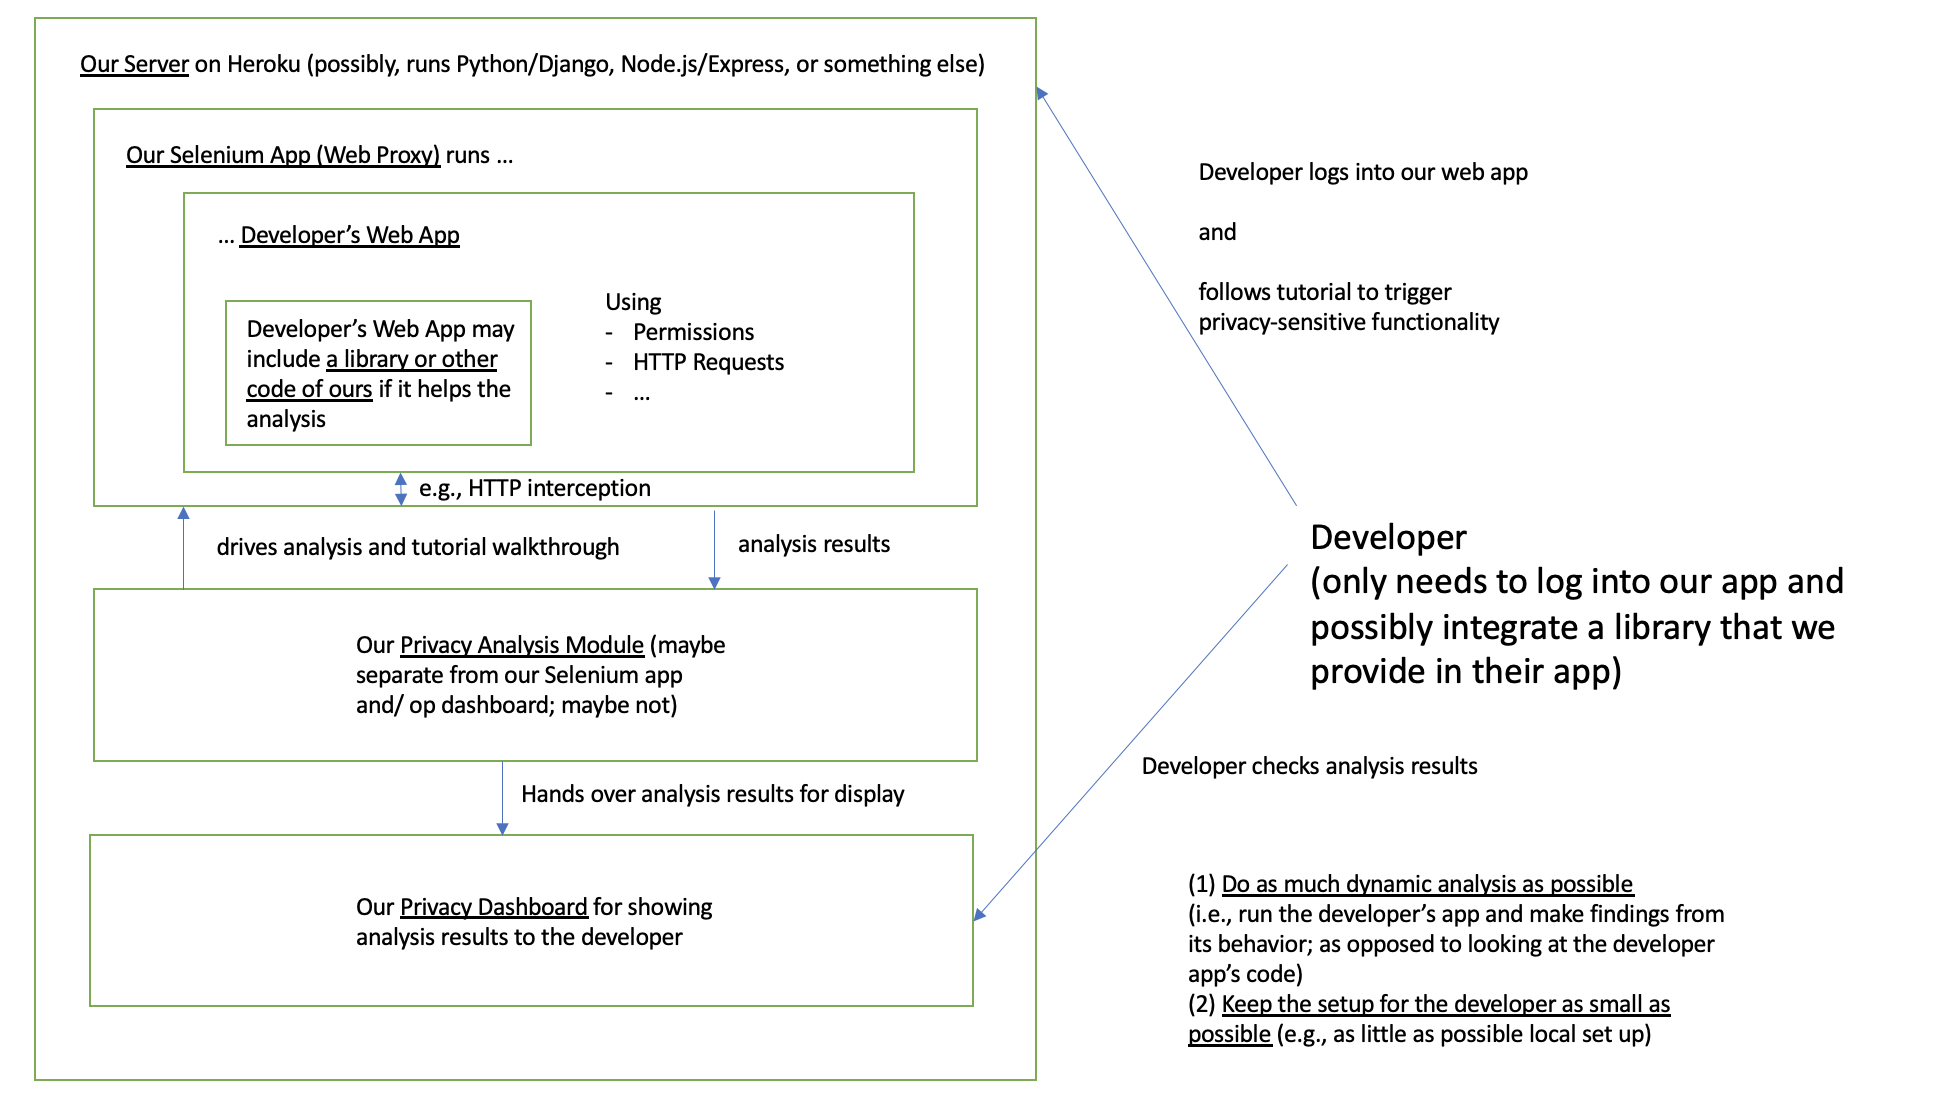 Our Server on Heroku (possibly, runs Python/Django, Node.js/Express, or something else)
Our Selenium App (Web Proxy) runs ...
... Developer’s Web App
Developer’s Web App may
include a library or other
code of ours if it helps the
analysis
Using
- Permissions
- HTTP Requests
- ...
e.g., HTTP interception
drives analysis and tutorial walkthrough
analysis results
Our Privacy Analysis Module (maybe
separate from our Selenium app
and/ op dashboard; maybe not)
Hands over analysis results for display
Our Privacy Dashboard for showing
analysis results to the developer
Developer logs into our web app
and
follows tutorial to trigger
privacy-sensitive functionality
Developer
(only needs to log into our app and
possibly integrate a library that we
provide in their app)
Developer checks analysis results
(1) Do as much dynamic analysis as possible
(i.e., run the developer’s app and make findings from
its behavior; as opposed to looking at the developer
app’s code)
(2) Keep the setup for the developer as small as
possible (e.g., as little as possible local set up)